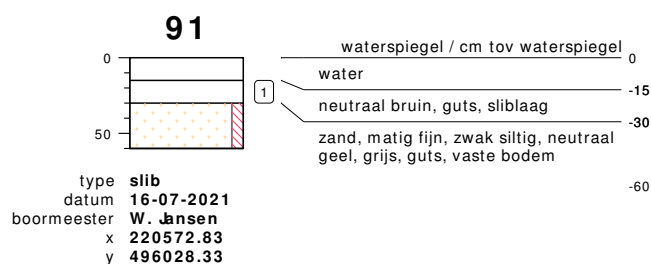 91
waterspiegel / cm tov waterspiegel
0
0
water
-15
1
neutraal bruin, guts, sliblaag
-30
50
zand, matig fijn, zwak siltig, neutraal
geel, grijs, guts, vaste bodem
-60
type slib
datum 16-07-2021
boormeester W. Jansen
x 220572.83
y 496028.33